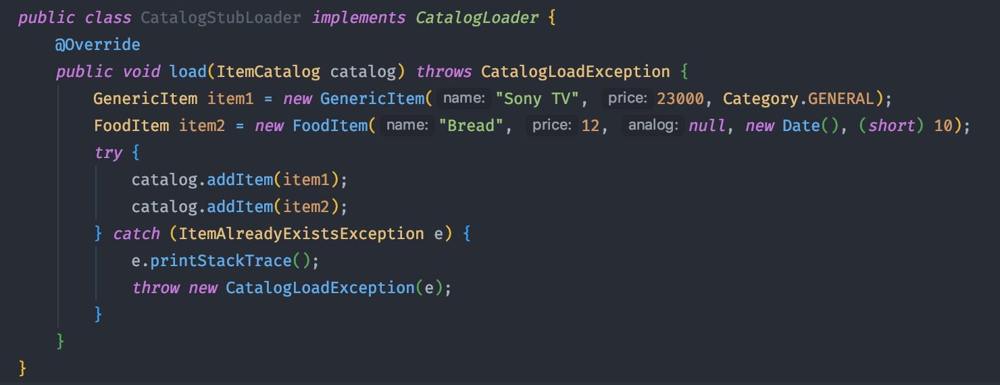 public class CatalogStubLoader implements CatalogLoader {
    @Override
    public void load(ItemCatalog catalog) throws CatalogLoadException {
        GenericItem item1 = new GenericItem( name: "Sony TV", price: 23000, Category.GENERAL);
        FoodItem item2 = new FoodItem( name: "Bread", price: 12, analog: null, new Date(), (short) 10);
        try {
            catalog.addItem(item1);
            catalog.addItem(item2);
        } catch (ItemAlreadyExistsException e) {
            e.printStackTrace();
            throw new CatalogLoadException(e);
        }
    }
}